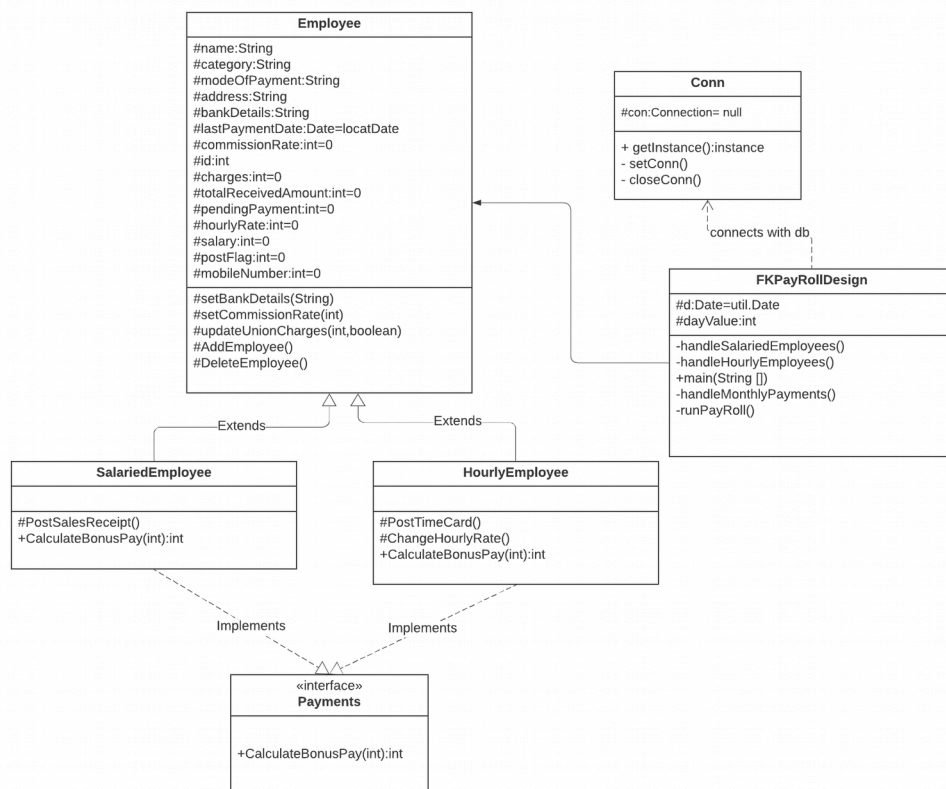 Employee
#name:String
#category:String
#modeOfPayment:String
#address:String
#bankDetails:String
#lastPaymentDate:Date=locatDate
#commissionRate:int=0
#id:int
#charges:int=0
#totalReceivedAmount:int=0
#pendingPayment:int=0
#hourlyRate:int=0
#salary:int=0
#postFlag:int=0
#mobileNumber:int=0
#setBankDetails(String)
#setCommissionRate(int)
#updateUnionCharges(int,boolean)
#AddEmployee()
#DeleteEmployee()
Conn
#con:Connection= null
+ getInstance():instance
- setConn()
- closeConn()
connects with db
FKPayRollDesign
#d:Date=util.Date
#dayValue:int
-handleSalariedEmployees()
-handleHourlyEmployees()
+main(String [])
-handleMonthlyPayments()
-runPayRoll()
Extends
Extends
SalariedEmployee
#PostSalesReceipt()
+CalculateBonusPay(int):int
HourlyEmployee
#PostTimeCard()
#ChangeHourlyRate()
+CalculateBonusPay(int):int
Implements
Implements
«interface»
Payments
+CalculateBonusPay(int):int